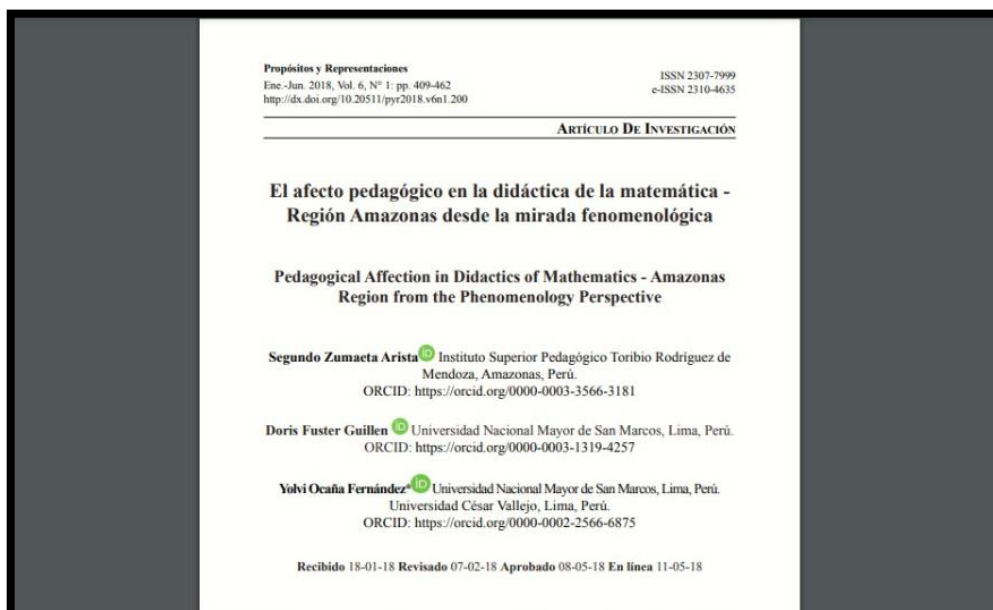 Propósitos y Representaciones
Ene.-Jun. 2018, Vol. 6, N° 1: pp. 409-462
http://dx.doi.org/10.20511/pyr2018.v6n1.200
ISSN 2307-7999
e-ISSN 2310-4635
ARTÍCULO DE INVESTIGACIÓN
El afecto pedagógico en la didáctica de la matemática -
Región Amazonas desde la mirada fenomenológica
Pedagogical Affection in Didactics of Mathematics - Amazonas
Region from the Phenomenology Perspective
Segundo Zumaeta Arista iD Instituto Superior Pedagógico Toribio Rodríguez de
Mendoza, Amazonas, Perú.
ORCID: https://orcid.org/0000-0003-3566-3181
Doris Fuster Guillen iD Universidad Nacional Mayor de San Marcos, Lima, Perú.
ORCID: https://orcid.org/0000-0003-1319-4257
Yolvi Ocaña Fernández* iD Universidad Nacional Mayor de San Marcos, Lima, Perú.
Universidad César Vallejo, Lima, Perú.
ORCID: https://orcid.org/0000-0002-2566-6875
Recibido 18-01-18 Revisado 07-02-18 Aprobado 08-05-18 En línea 11-05-18